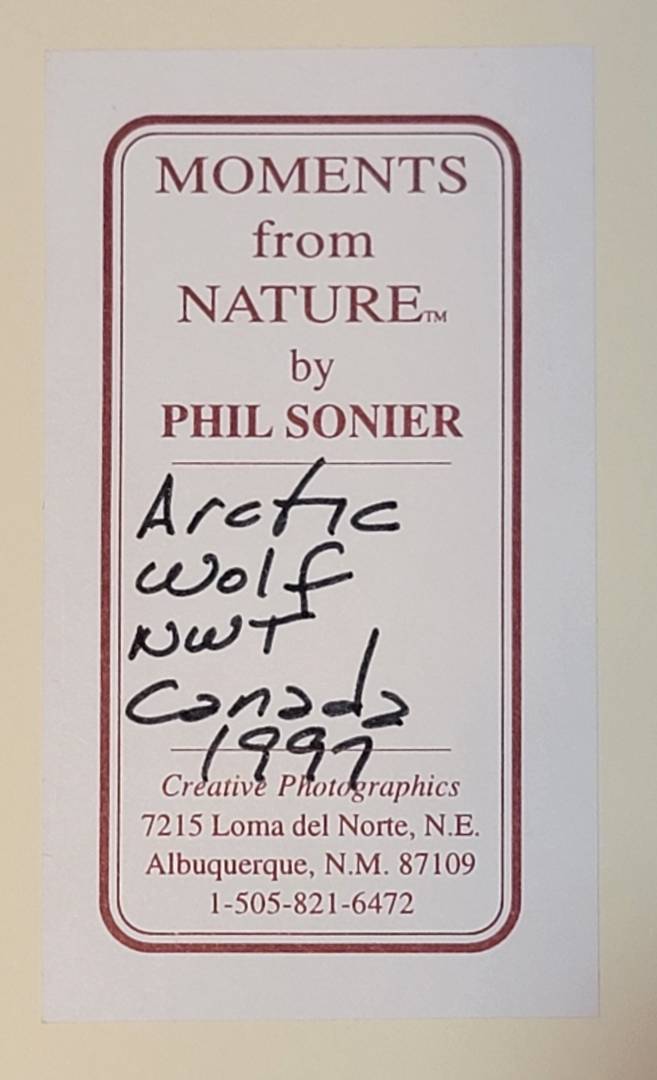 MOMENTS
from
NATURE™
by
PHIL SONIER
Arctic
Wolf
NWT
Canada
1997
Creative Photographics
7215 Loma del Norte, N.E.
Albuquerque, N.M. 87109
1-505-821-6472